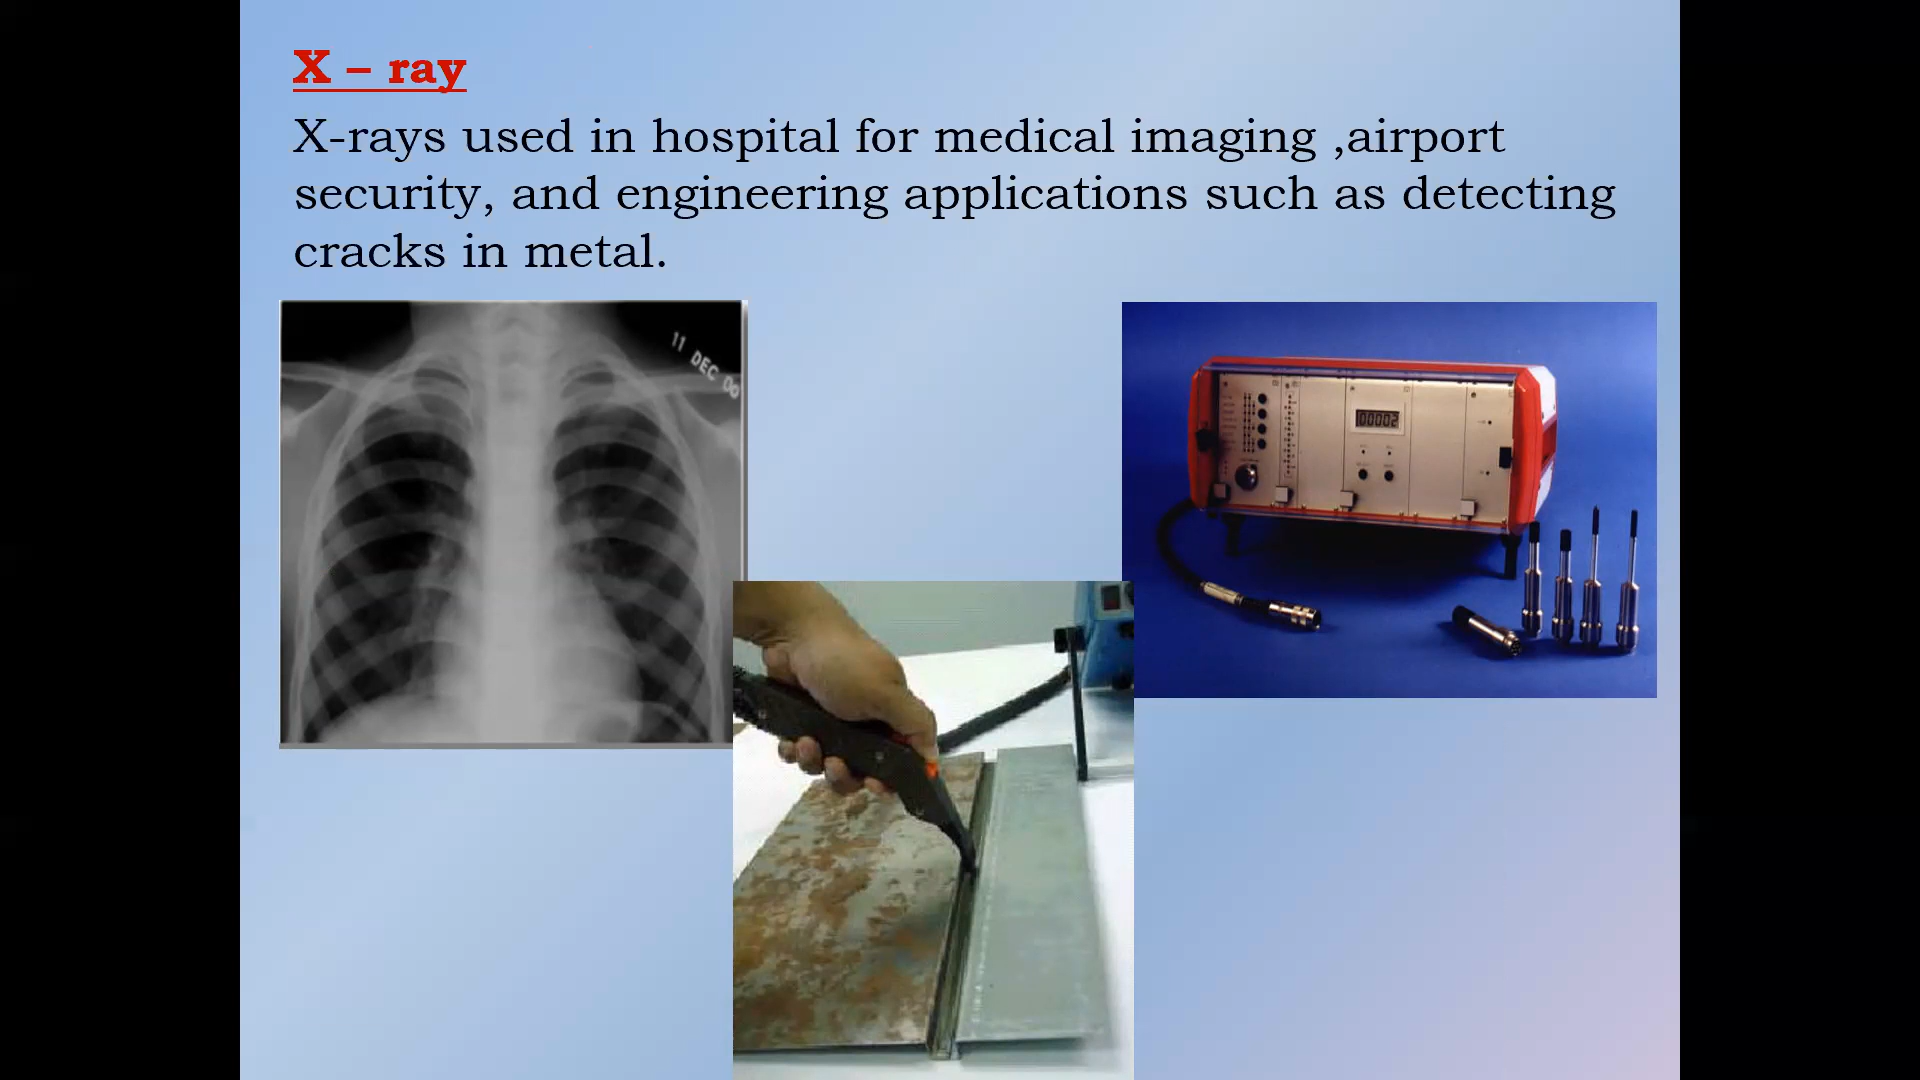 X – ray
X-rays used in hospital for medical imaging ,airport
security, and engineering applications such as detecting
cracks in metal.
11 DEC 00
00002